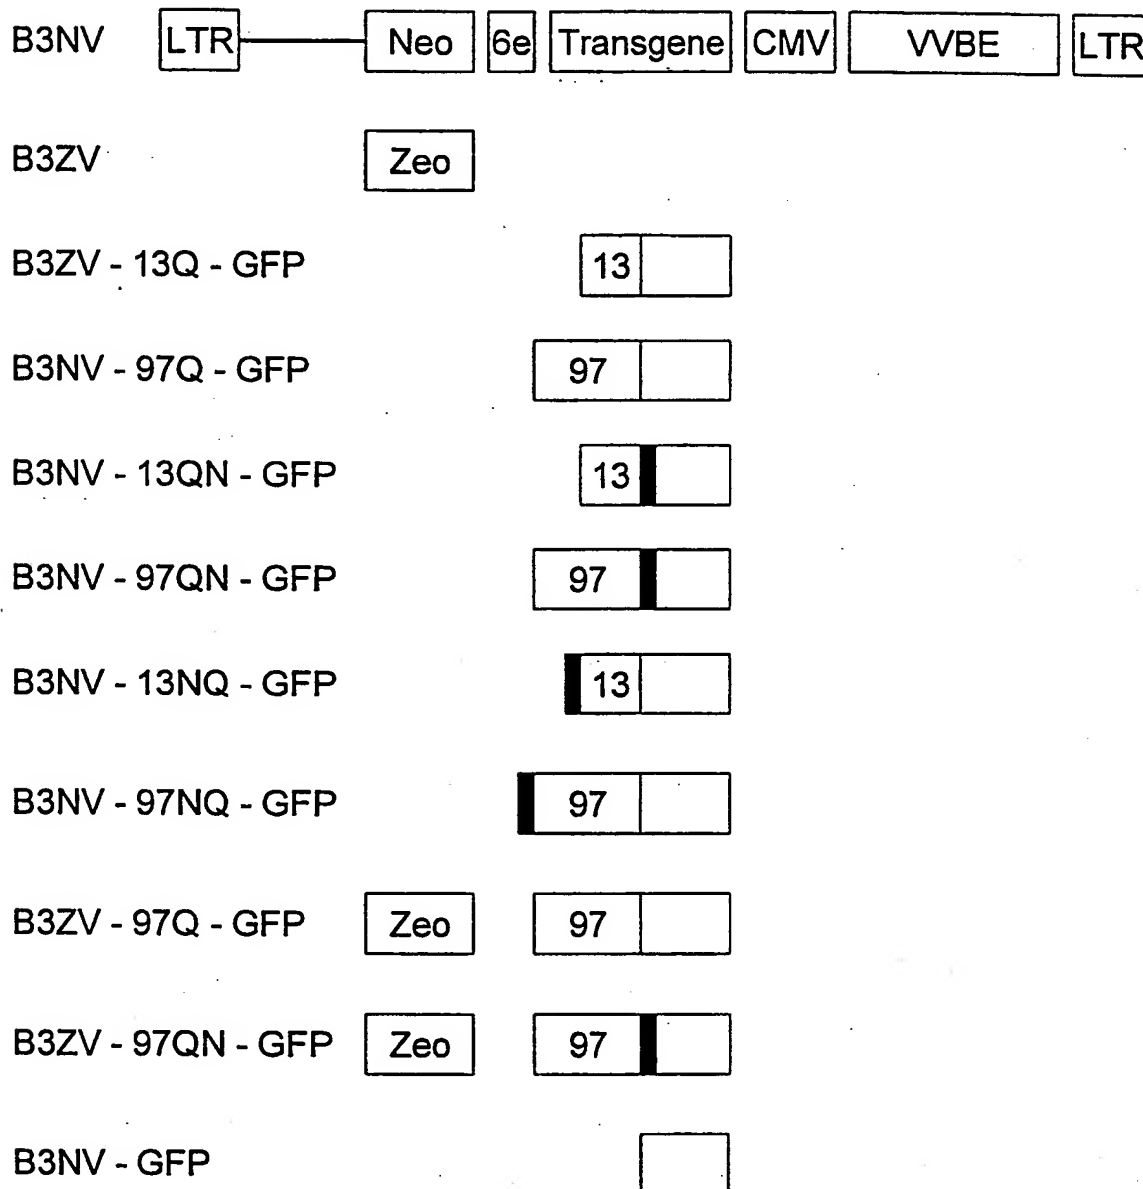 B3NV LTR Neo 6e Transgene CMV VVBE LTR
B3ZV Zeo
B3ZV - 13Q - GFP 13
B3NV - 97Q - GFP 97
B3NV - 13QN - GFP 13
B3NV - 97QN - GFP 97
B3NV - 13NQ - GFP 13
B3NV - 97NQ - GFP 97
B3ZV - 97Q - GFP Zeo 97
B3ZV - 97QN - GFP Zeo 97
B3NV - GFP